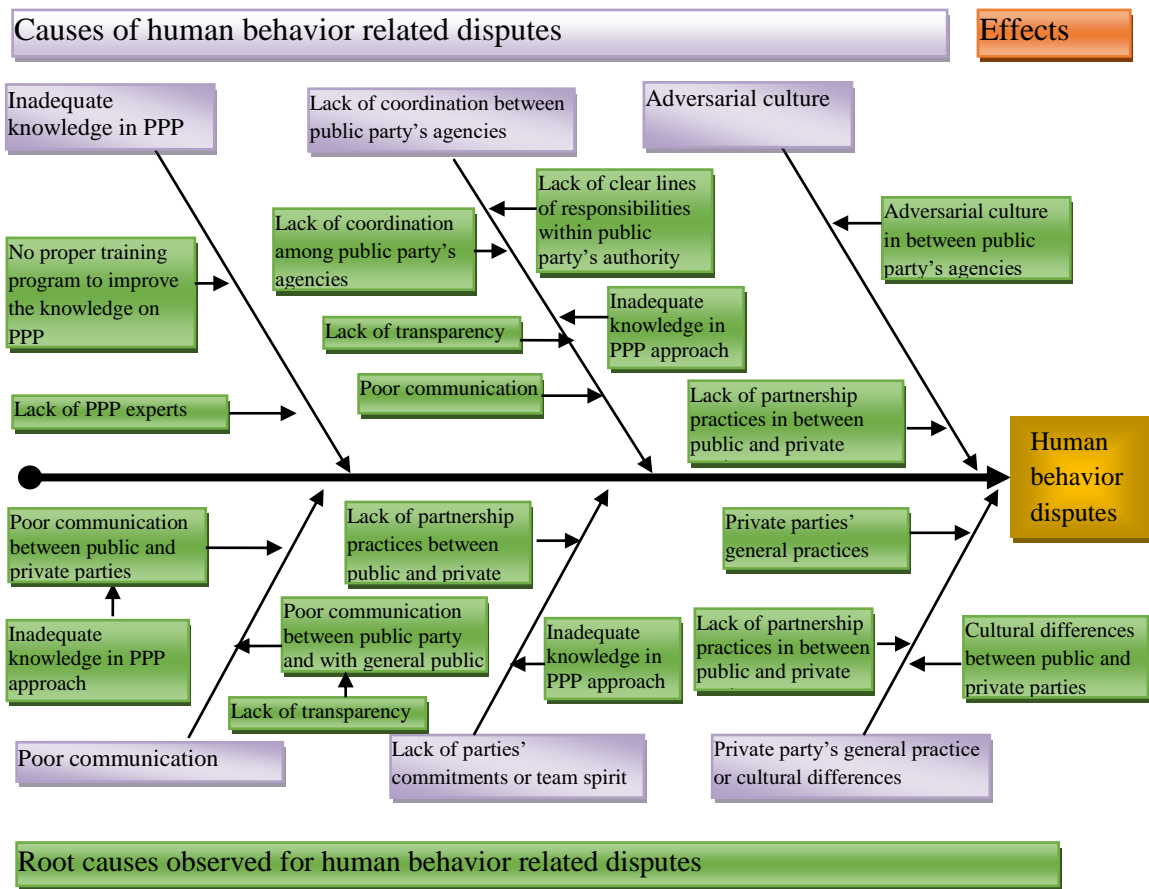 Causes of human behavior related disputes
Effects
Inadequate
knowledge in PPP
Lack of coordination between
public party’s agencies
Adversarial culture
No proper training
program to improve
the knowledge on
PPP
Lack of PPP experts
Lack of coordination
among public party’s
agencies
Lack of clear lines
of responsibilities
within public
party’s authority
Lack of transparency
Inadequate
knowledge in
PPP approach
Poor communication
Adversarial culture
in between public
party’s agencies
Lack of partnership
practices in between
public and private
Human
behavior
disputes
Poor communication
between public and
private parties
Inadequate
knowledge in PPP
approach
Lack of partnership
practices between
public and private
Poor communication
between public party
and with general public
Lack of transparency
Inadequate
knowledge in
PPP approach
Private parties’
general practices
Lack of partnership
practices in between
public and private
Cultural differences
between public and
private parties
Poor communication
Lack of parties’
commitments or team spirit
Private party’s general practice
or cultural differences
Root causes observed for human behavior related disputes